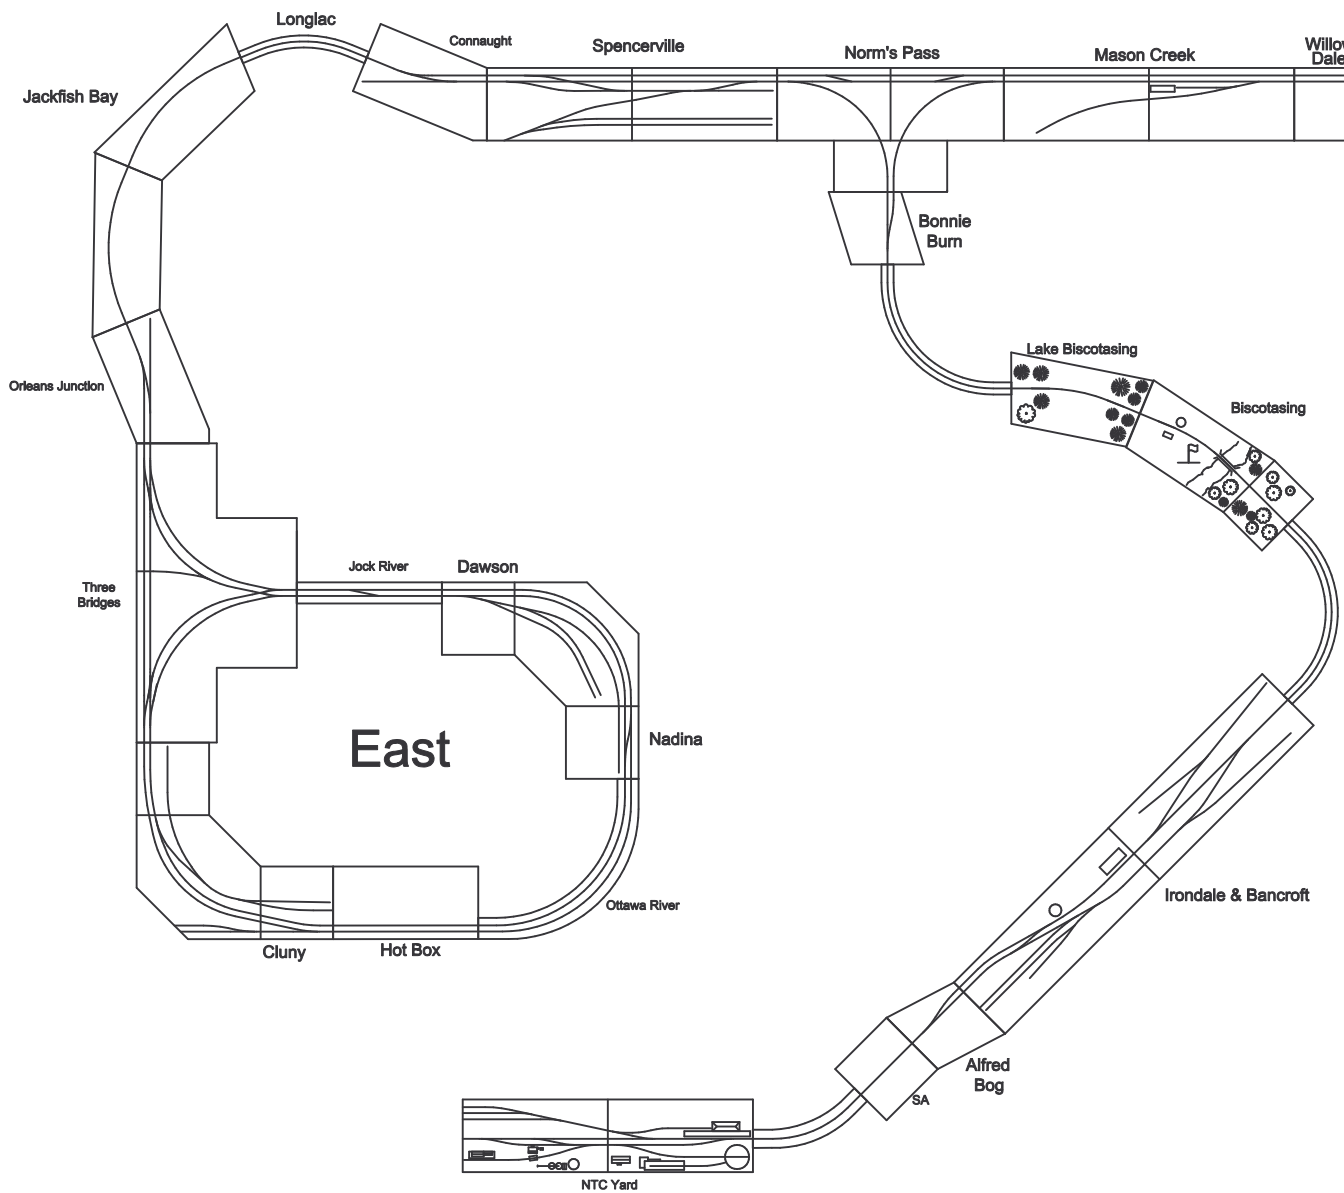 Longlac
Connaught
Spencerville
Norm's Pass
Mason Creek
Willow
Dale
Jackfish Bay
Bonnie
Burn
Lake Biscotasing
Orleans Junction
Biscotasing
Jock River
Dawson
Three
Bridges
East
Nadina
Irondale & Bancroft
Ottawa River
Cluny
Hot Box
Alfred
Bog
SA
NTC Yard